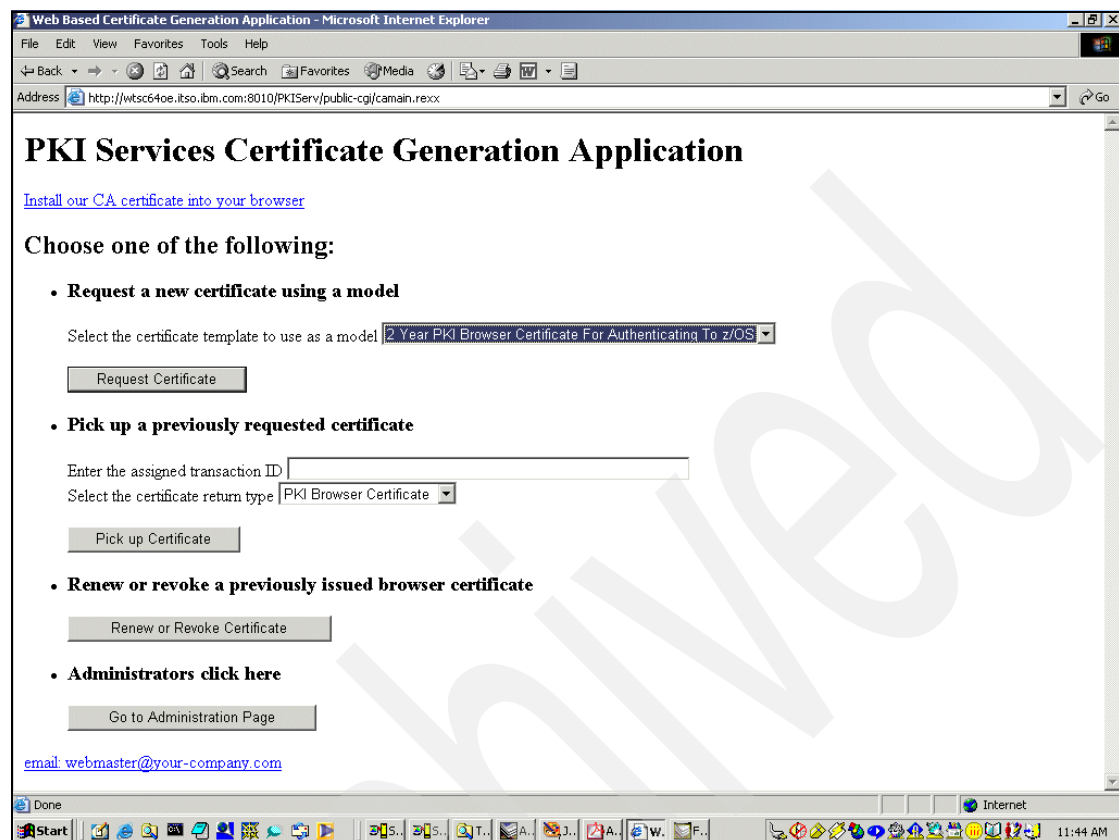 Web Based Certificate Generation Application - Microsoft Internet Explorer
File Edit View Favorites Tools Help
Back Search Favorites Media
Address http://wtsc64oe.itso.ibm.com:8010/PKIServ/public-cgi/camain.rexx Go
PKI Services Certificate Generation Application
Install our CA certificate into your browser
Choose one of the following:
• Request a new certificate using a model
Select the certificate template to use as a model 2 Year PKI Browser Certificate For Authenticating To z/OS
Request Certificate
• Pick up a previously requested certificate
Enter the assigned transaction ID
Select the certificate return type PKI Browser Certificate
Pick up Certificate
• Renew or revoke a previously issued browser certificate
Renew or Revoke Certificate
• Administrators click here
Go to Administration Page
email: webmaster@your-company.com
Done Internet
Start S.. S.. T.. A.. J.. A.. W. F.. 11:44 AM
hived